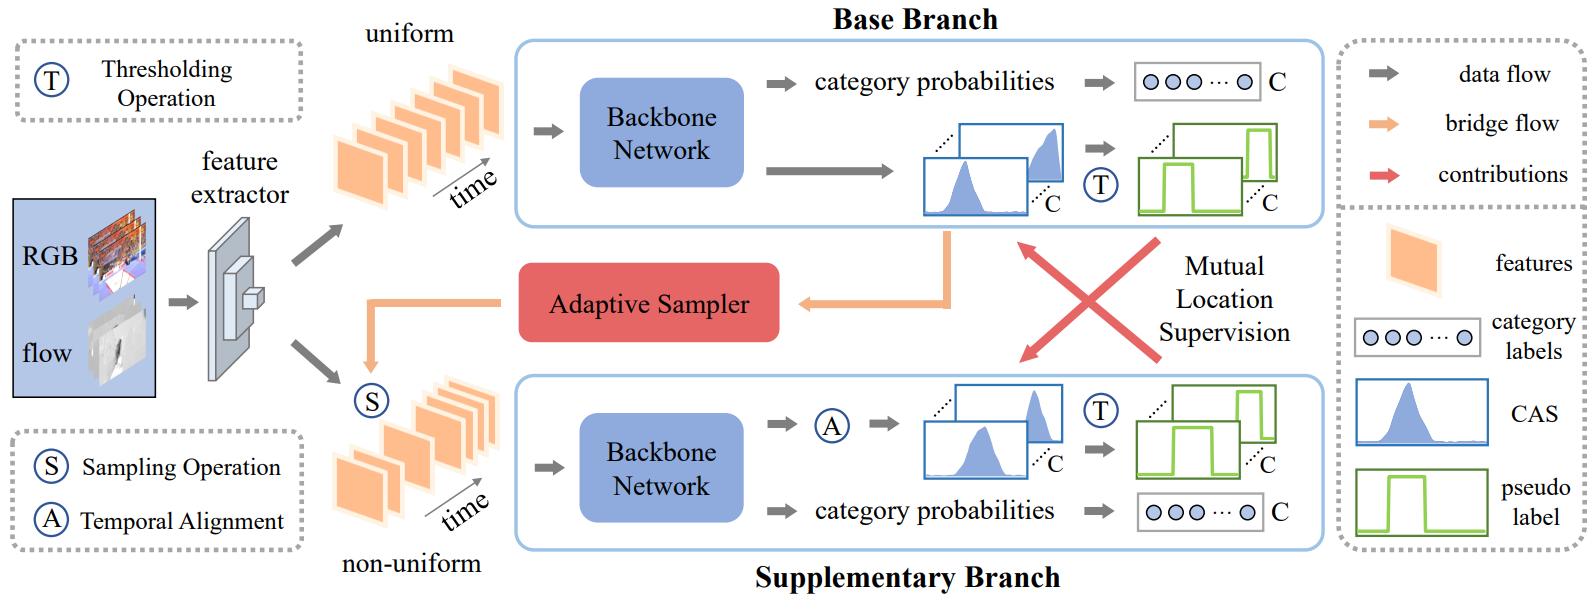 Base Branch
uniform
T
Thresholding
Operation
feature
extractor
RGB
flow
time
Backbone
Network
category probabilities
··· C
C
T
C
data flow
bridge flow
contributions
features
category
labels
···
CAS
pseudo
label
Adaptive Sampler
Mutual
Location
Supervision
S
S Sampling Operation
A Temporal Alignment
time
non-uniform
Backbone
Network
A
C
T
C
category probabilities
··· C
Supplementary Branch